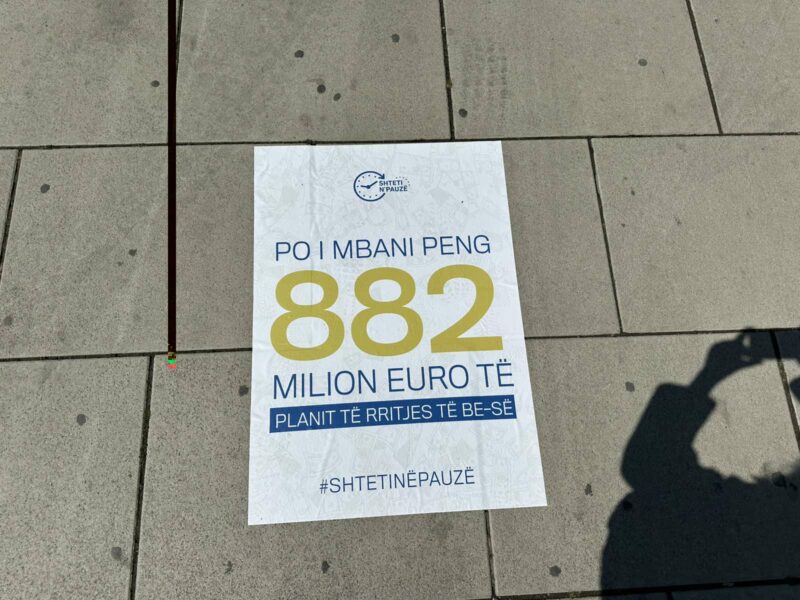 SHTETI
N'PAUZË
PO I MBANI PENG
882
MILION EURO TË
PLANIT TË RRITJES TË BE-SË
#SHTETINËPAUZË